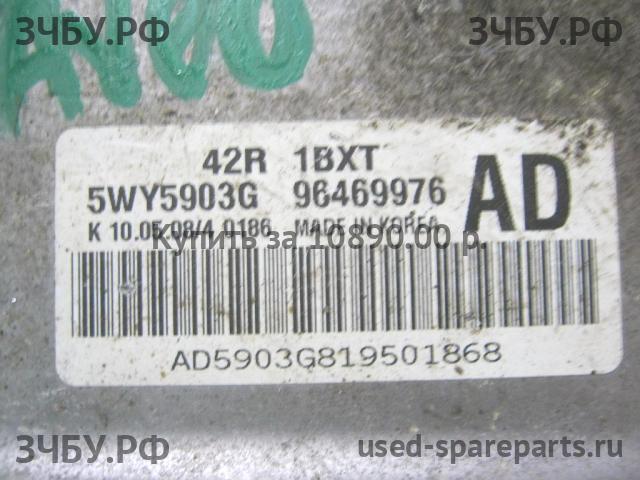 ЗЧБУ.РФ ЗЧБУ.РФ
Aveo
42R 1BXT
5WY5903G 96469976 AD
K 10.05.08/4 0186 MADE IN KOREA
Купить за 10890.00 р.
AD5903G819501868
ЗЧБУ.РФ used-spareparts.ru